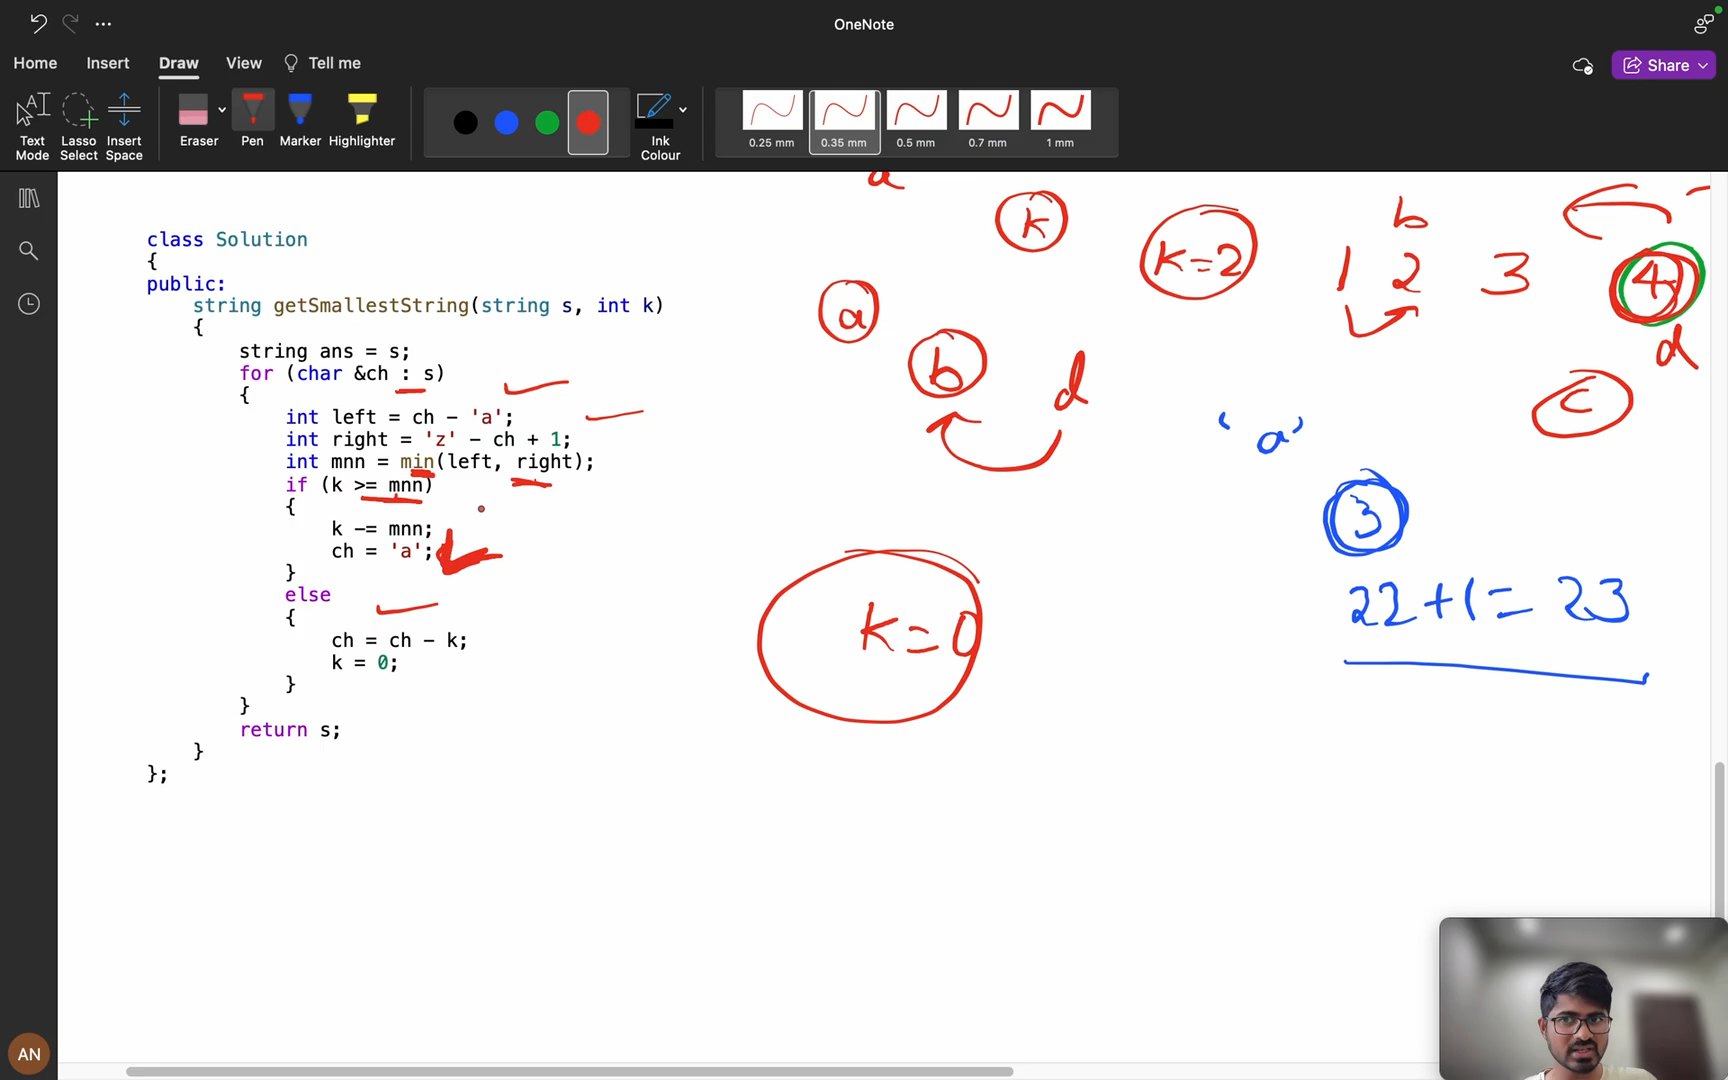 OneNote
Home Insert Draw View Tell me
Share
Text Mode
Lasso Select
Insert Space
Eraser
Pen
Marker
Highlighter
Ink Colour
0.25 mm
0.35 mm
0.5 mm
0.7 mm
1 mm
class Solution
{
public:
string getSmallestString(string s, int k)
{
string ans = s;
for (char &ch : s)
{
int left = ch - 'a';
int right = 'z' - ch + 1;
int mnn = min(left, right);
if (k >= mnn)
{
k -= mnn;
ch = 'a';
}
else
{
ch = ch - k;
k = 0;
}
}
return s;
}
};
a
k
k=2
b
1 2 3 4
d
a
b
d
c
'a'
3
22+1=23
k=0
AN